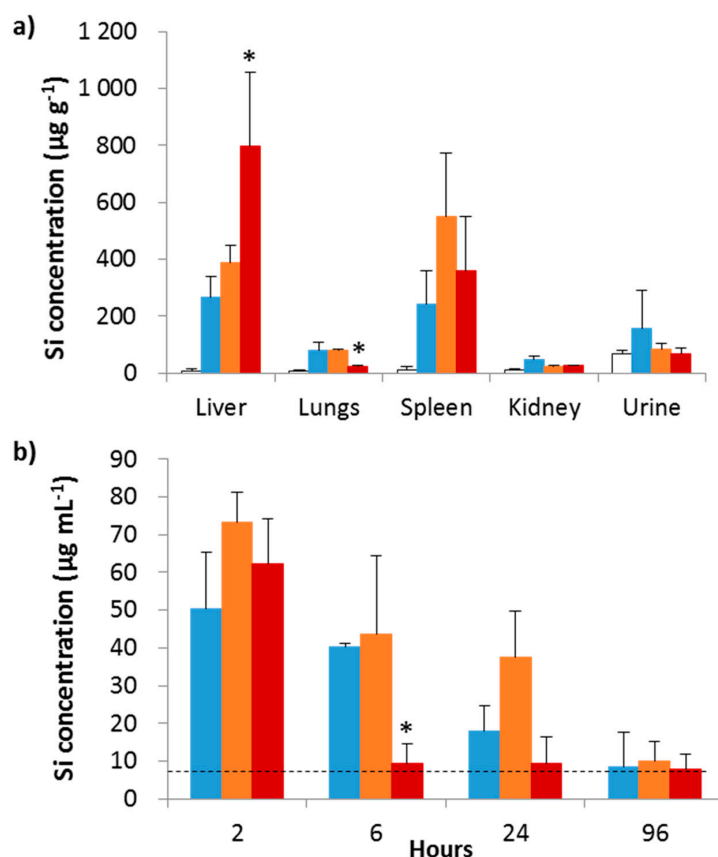 a)
Si concentration (µg g⁻¹)
1 200
1 000
800
600
400
200
0
*
*
Liver Lungs Spleen Kidney Urine
b)
Si concentration (µg mL⁻¹)
90
80
70
60
50
40
30
20
10
0
*
2 6 24 96
Hours